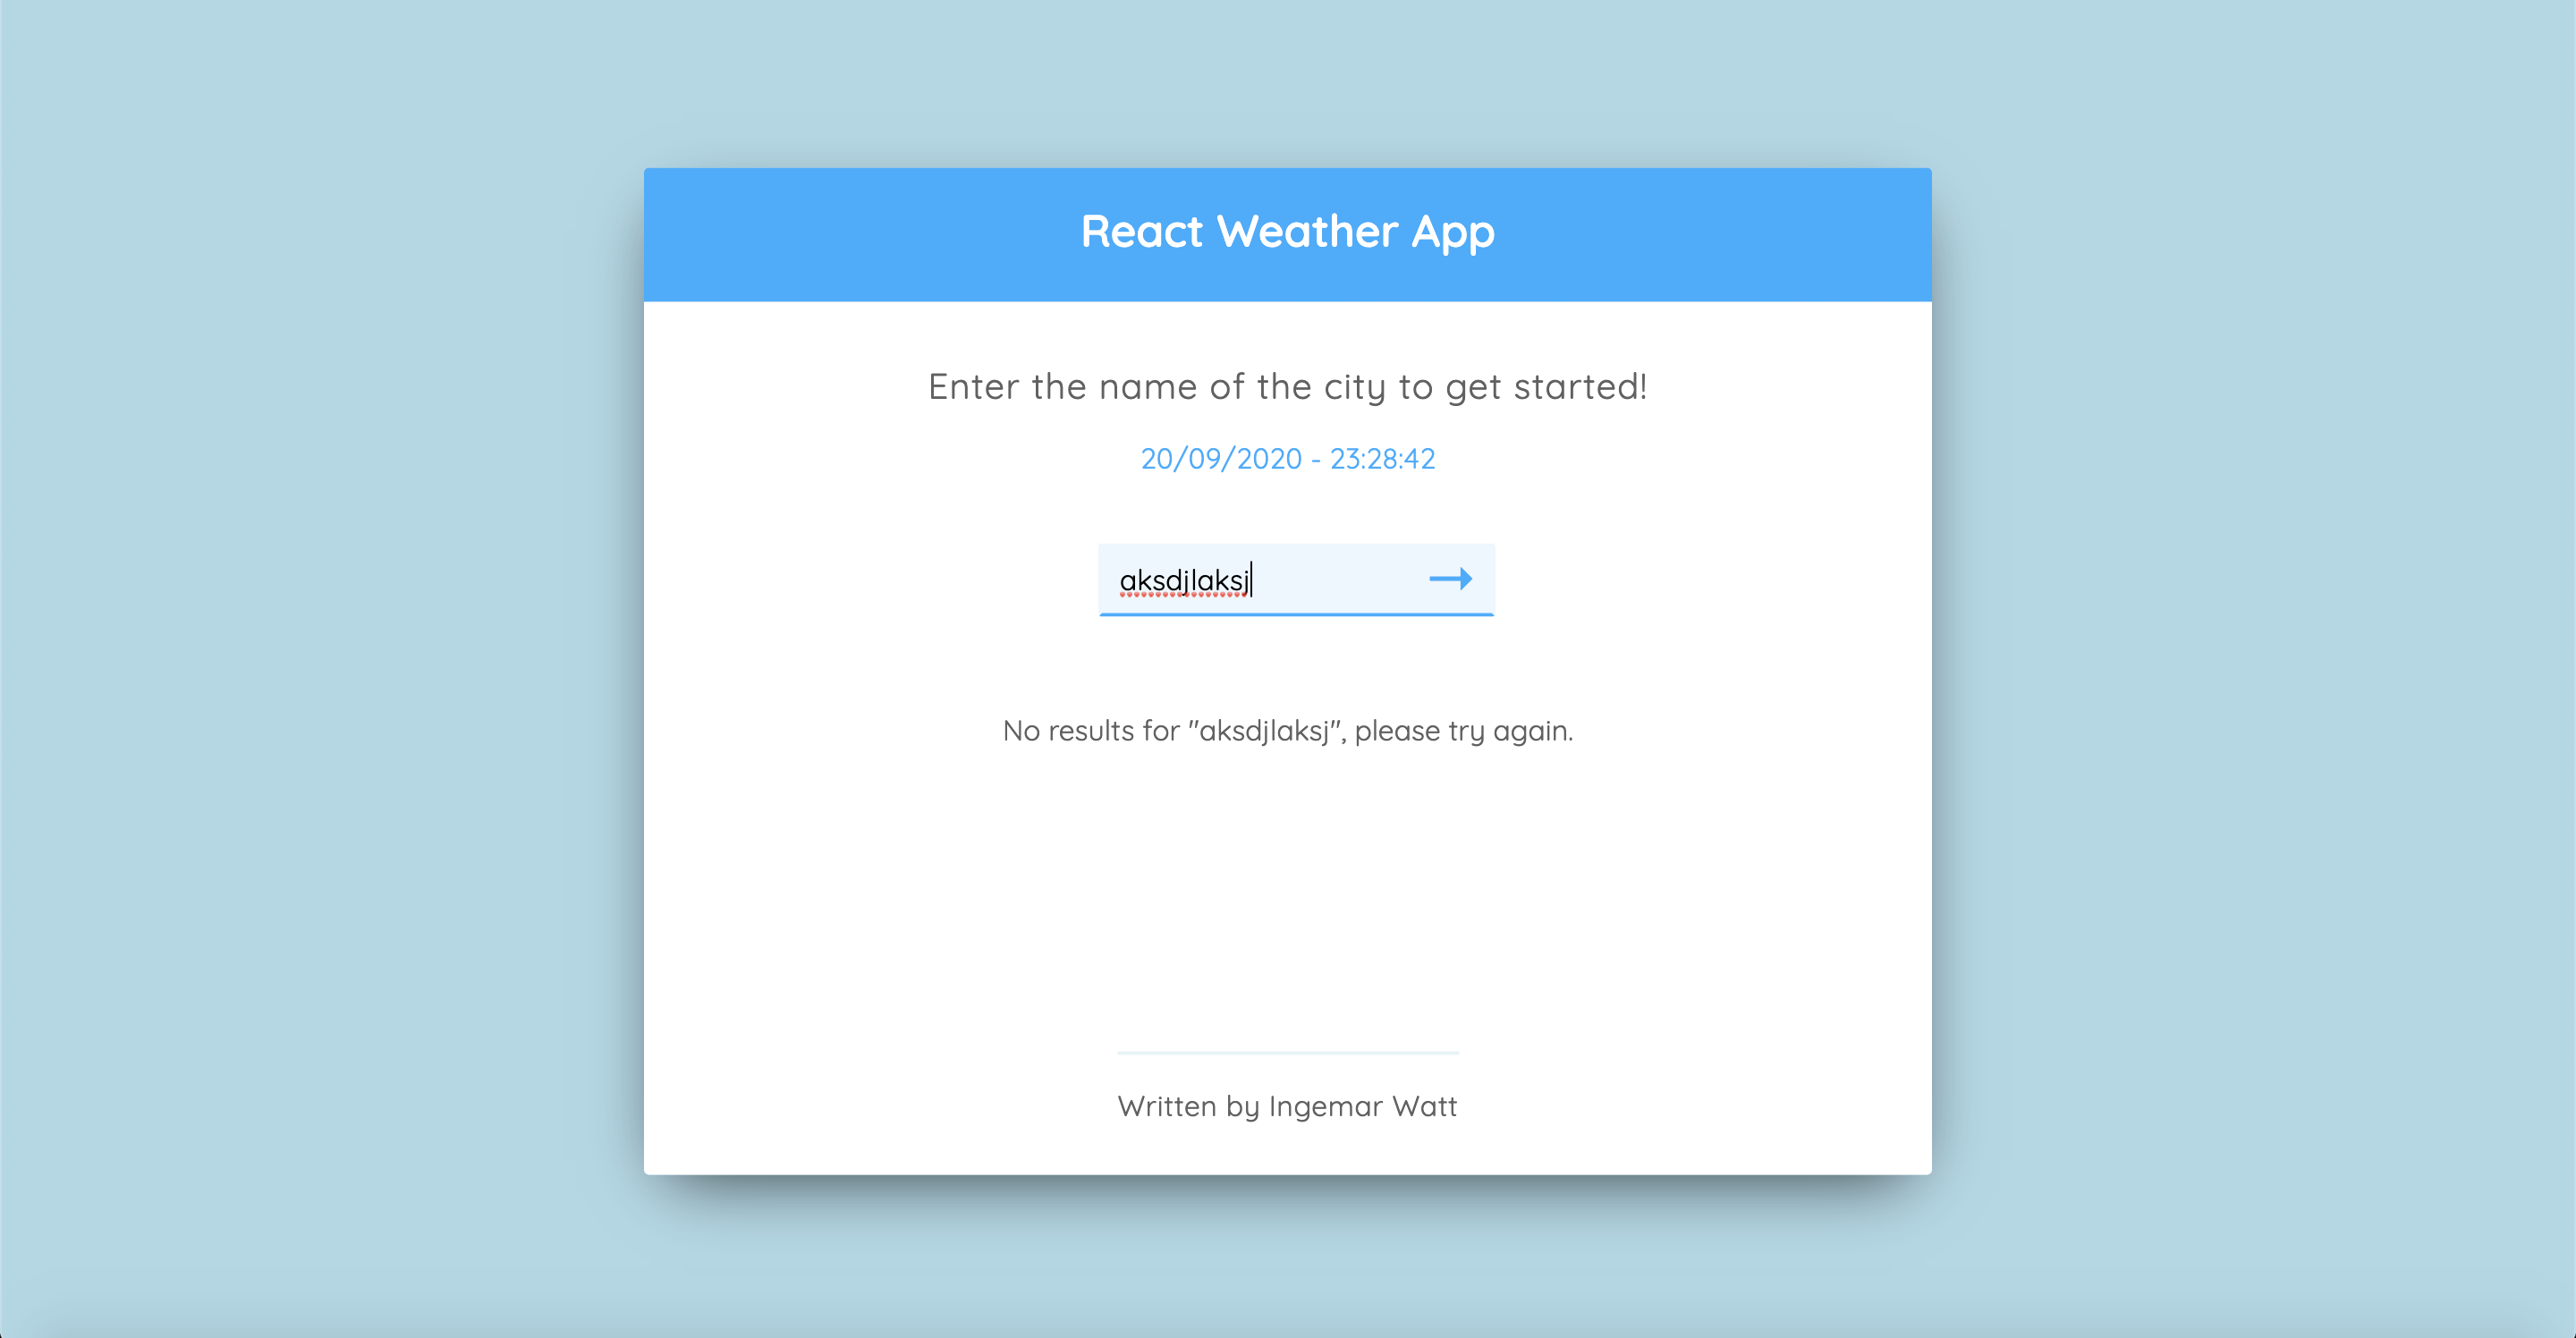 React Weather App
Enter the name of the city to get started!
20/09/2020 - 23:28:42
aksdjlaksj
No results for "aksdjlaksj", please try again.
Written by Ingemar Watt